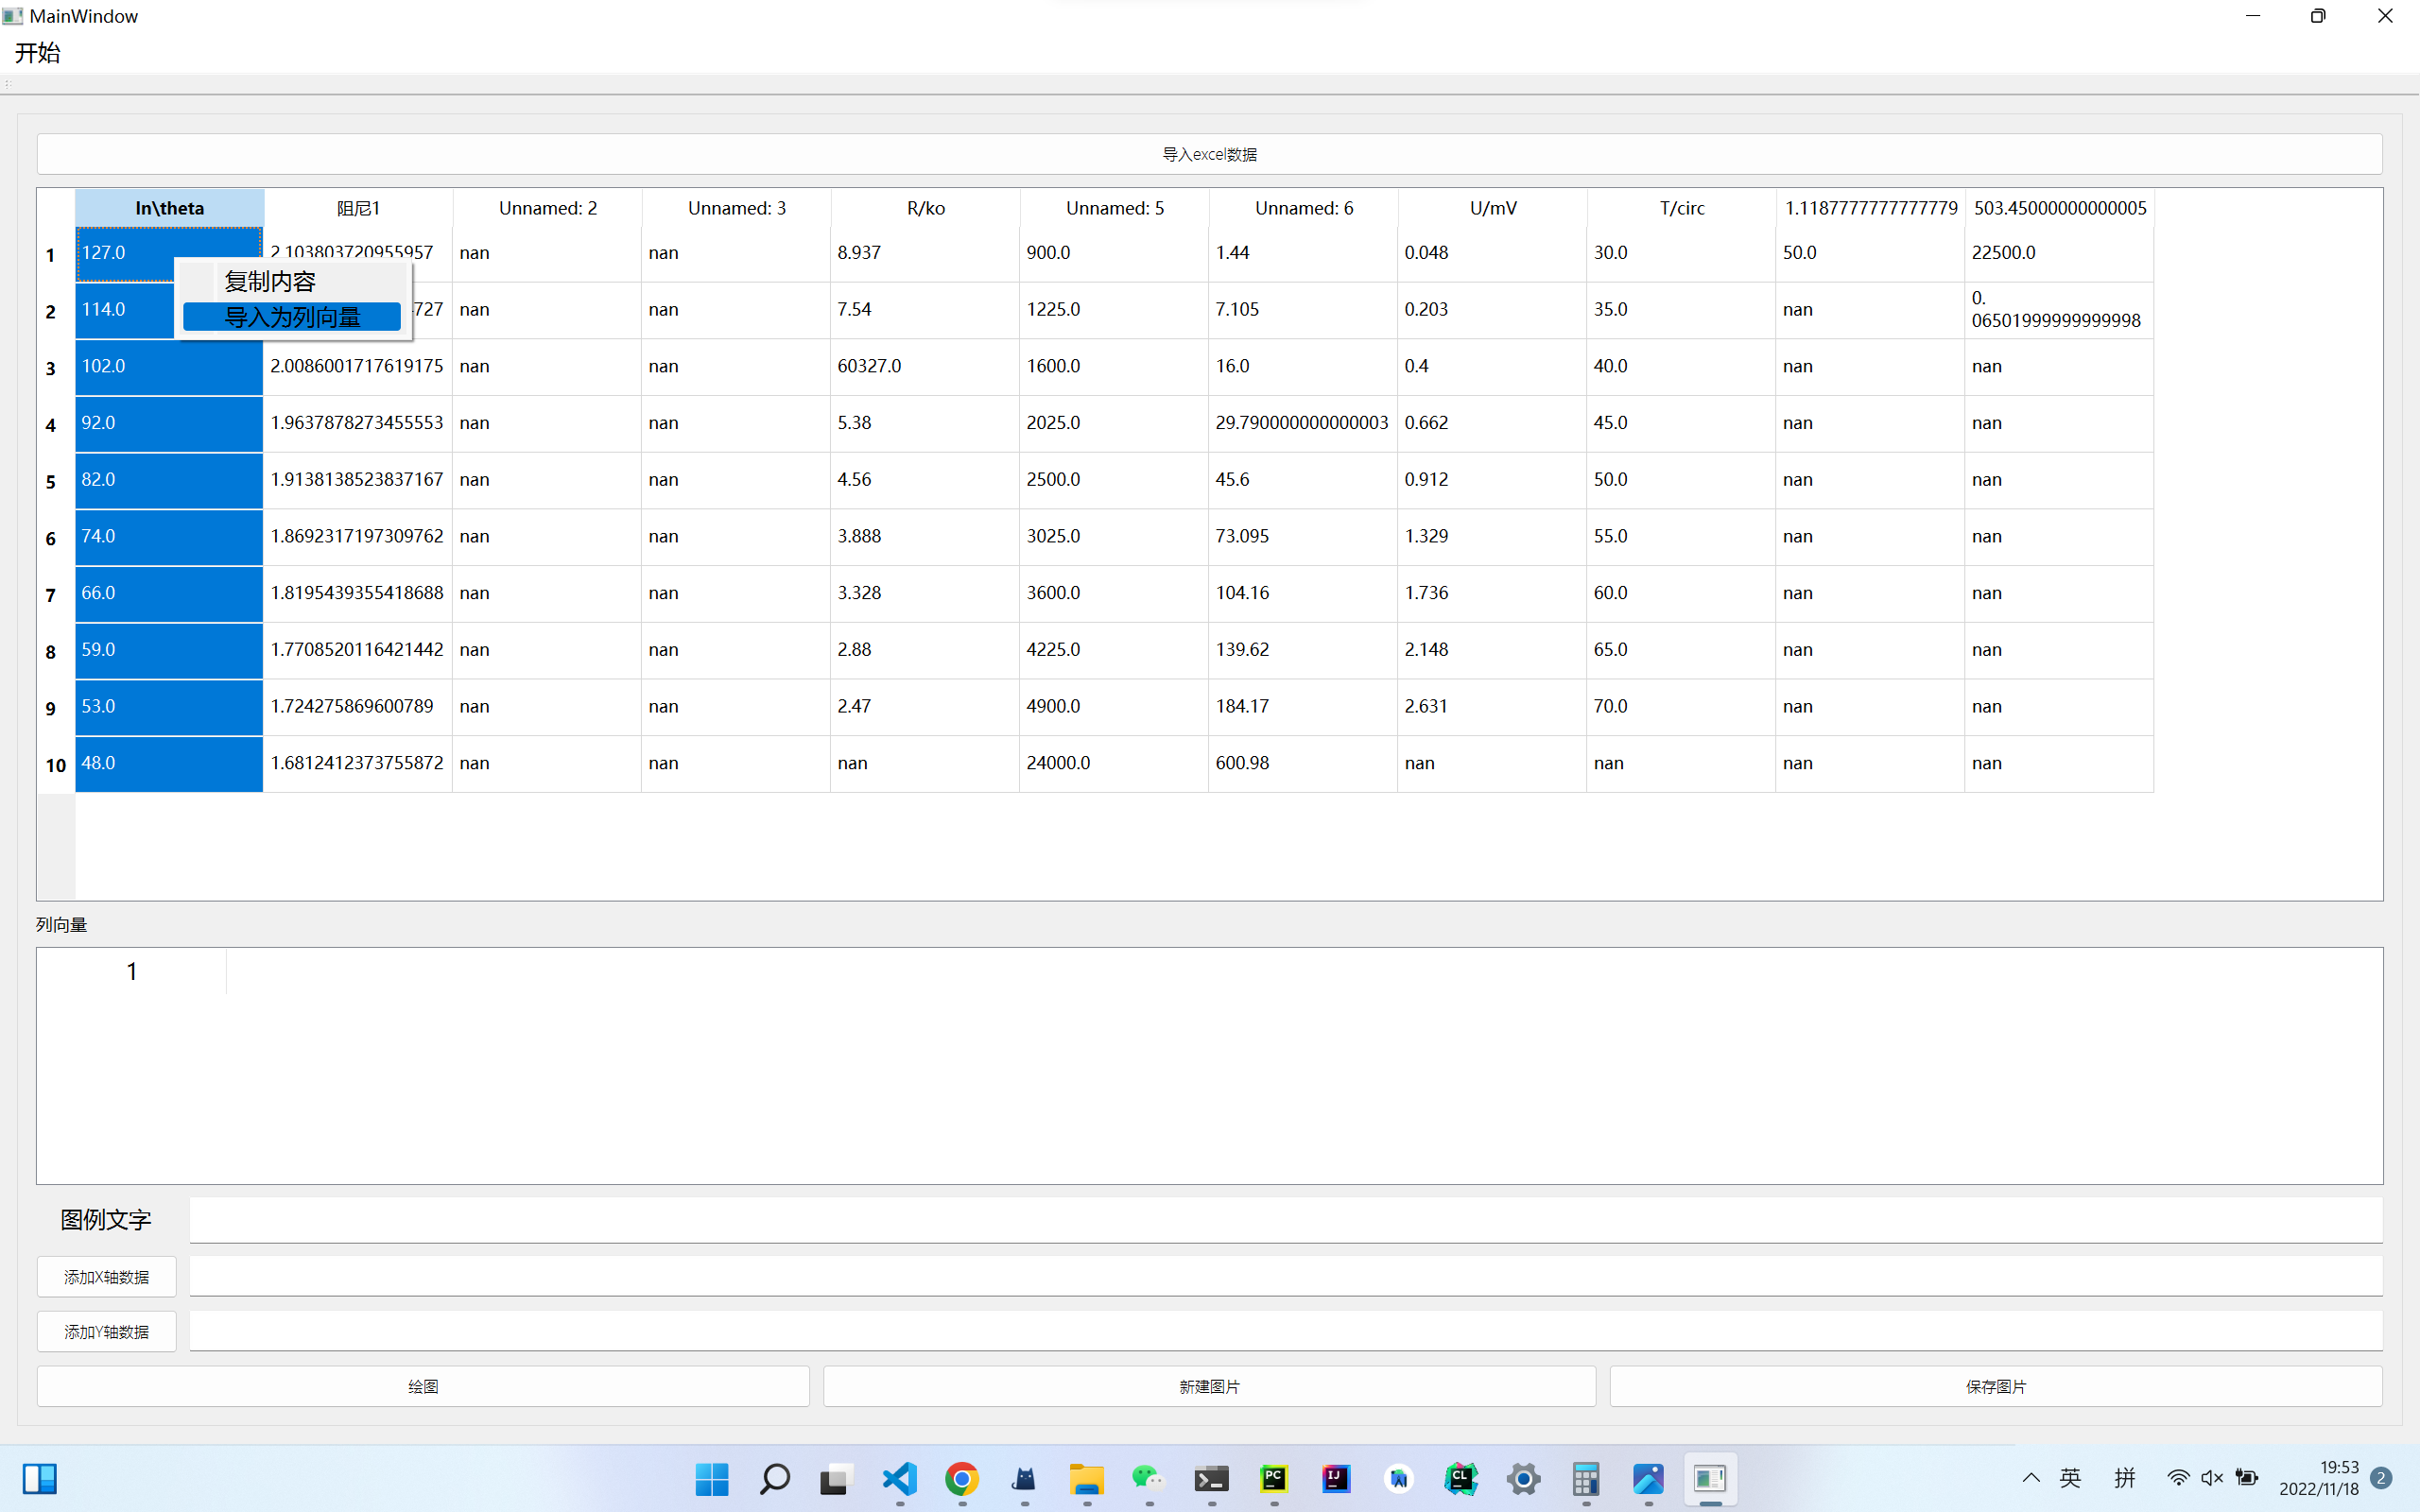 MainWindow
开始
导入excel数据
ln\theta 阻尼1 Unnamed: 2 Unnamed: 3 R/ko Unnamed: 5 Unnamed: 6 U/mV T/circ 1.1187777777777779 503.45000000000005
1 127.0 2.103803720955957 nan nan 8.937 900.0 1.44 0.048 30.0 50.0 22500.0
复制内容
2 114.0 727 nan nan 7.54 1225.0 7.105 0.203 35.0 nan 0.
06501999999999998
导入为列向量
3 102.0 2.0086001717619175 nan nan 60327.0 1600.0 16.0 0.4 40.0 nan nan
4 92.0 1.9637878273455553 nan nan 5.38 2025.0 29.790000000000003 0.662 45.0 nan nan
5 82.0 1.9138138523837167 nan nan 4.56 2500.0 45.6 0.912 50.0 nan nan
6 74.0 1.8692317197309762 nan nan 3.888 3025.0 73.095 1.329 55.0 nan nan
7 66.0 1.8195439355418688 nan nan 3.328 3600.0 104.16 1.736 60.0 nan nan
8 59.0 1.7708520116421442 nan nan 2.88 4225.0 139.62 2.148 65.0 nan nan
9 53.0 1.724275869600789 nan nan 2.47 4900.0 184.17 2.631 70.0 nan nan
10 48.0 1.6812412373755872 nan nan nan 24000.0 600.98 nan nan nan nan
列向量
1
图例文字
添加X轴数据
添加Y轴数据
绘图 新建图片 保存图片
PC IJ CL 英 拼 19:53 2
2022/11/18